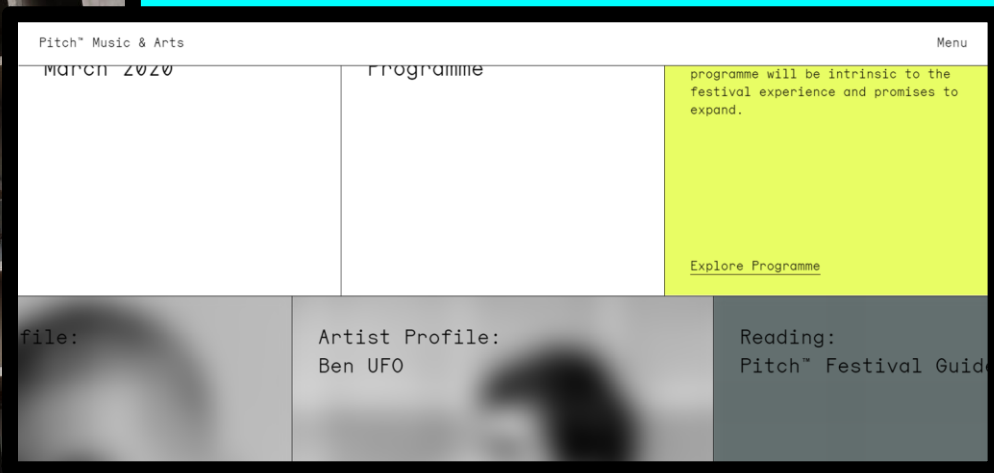 Pitch™ Music & Arts
Menu
March 2020
Programme
programme will be intrinsic to the
festival experience and promises to
expand.
Explore Programme
file:
Artist Profile:
Ben UFO
Reading:
Pitch™ Festival Guide